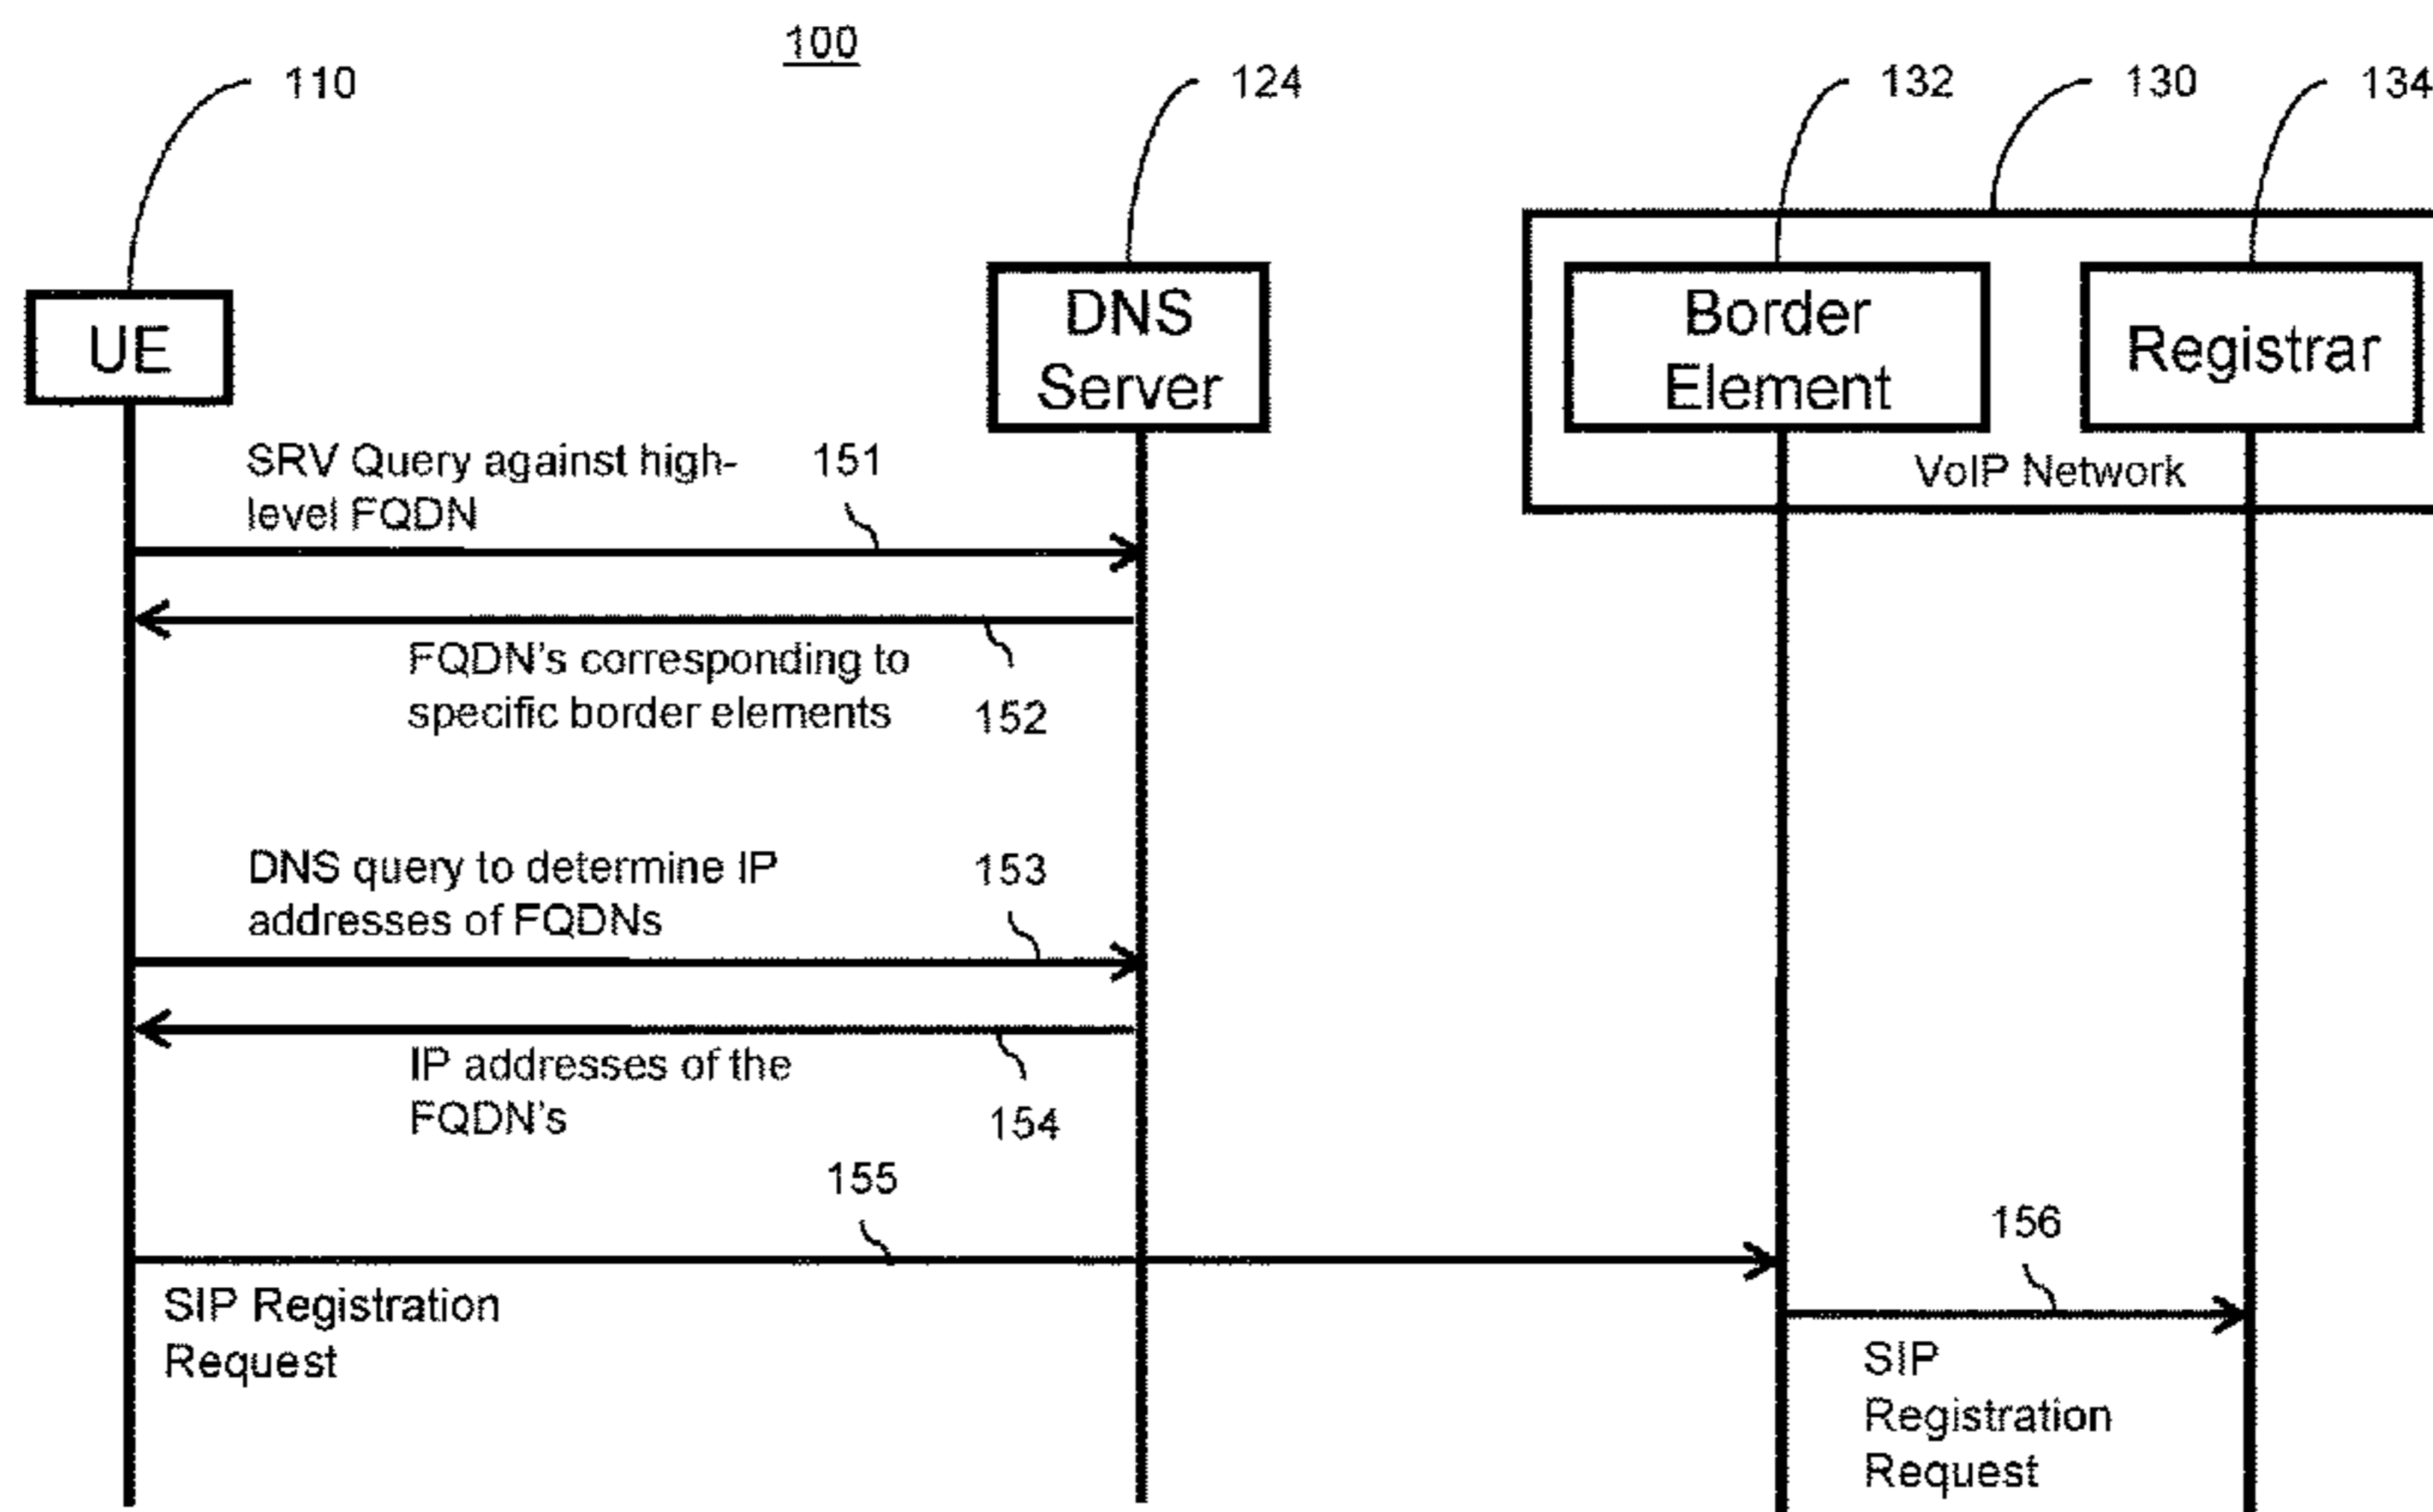 100
110
124
132
130
134
UE
DNS
Server
Border
Element
Registrar
VoIP Network
SRV Query against high-
level FQDN
151
FQDN's corresponding to
specific border elements
152
DNS query to determine IP
addresses of FQDNs
153
IP addresses of the
FQDN's
154
155
SIP Registration
Request
156
SIP
Registration
Request